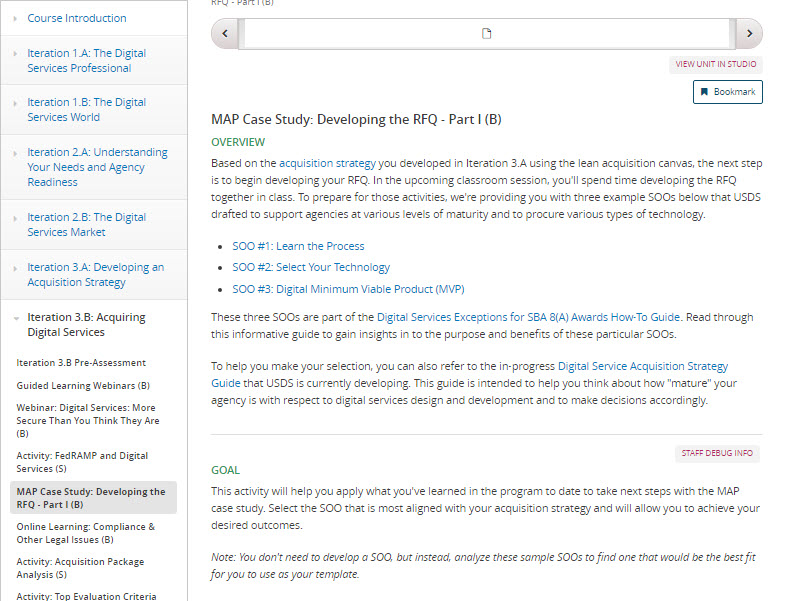 Course Introduction
Iteration 1.A: The Digital
Services Professional
Iteration 1.B: The Digital
Services World
Iteration 2.A: Understanding
Your Needs and Agency
Readiness
Iteration 2.B: The Digital
Services Market
Iteration 3.A: Developing an
Acquisition Strategy
Iteration 3.B: Acquiring
Digital Services
Iteration 3.B Pre-Assessment
Guided Learning Webinars (B)
Webinar: Digital Services: More
Secure Than You Think They Are
(B)
Activity: FedRAMP and Digital
Services (S)
MAP Case Study: Developing the
RFQ - Part I (B)
Online Learning: Compliance &
Other Legal Issues (B)
Activity: Acquisition Package
Analysis (S)
Activity: Top Evaluation Criteria
RFQ - Part I (B)
VIEW UNIT IN STUDIO
Bookmark
MAP Case Study: Developing the RFQ - Part I (B)
OVERVIEW
Based on the acquisition strategy you developed in Iteration 3.A using the lean acquisition canvas, the next step
is to begin developing your RFQ. In the upcoming classroom session, you'll spend time developing the RFQ
together in class. To prepare for those activities, we're providing you with three example SOOs below that USDS
drafted to support agencies at various levels of maturity and to procure various types of technology.
SOO #1: Learn the Process
SOO #2: Select Your Technology
SOO #3: Digital Minimum Viable Product (MVP)
These three SOOs are part of the Digital Services Exceptions for SBA 8(A) Awards How-To Guide. Read through
this informative guide to gain insights in to the purpose and benefits of these particular SOOs.
To help you make your selection, you can also refer to the in-progress Digital Service Acquisition Strategy
Guide that USDS is currently developing. This guide is intended to help you think about how "mature" your
agency is with respect to digital services design and development and to make decisions accordingly.
STAFF DEBUG INFO
GOAL
This activity will help you apply what you've learned in the program to date to take next steps with the MAP
case study. Select the SOO that is most aligned with your acquisition strategy and will allow you to achieve your
desired outcomes.
Note: You don't need to develop a SOO, but instead, analyze these sample SOOs to find one that would be the best fit
for you to use as your template.